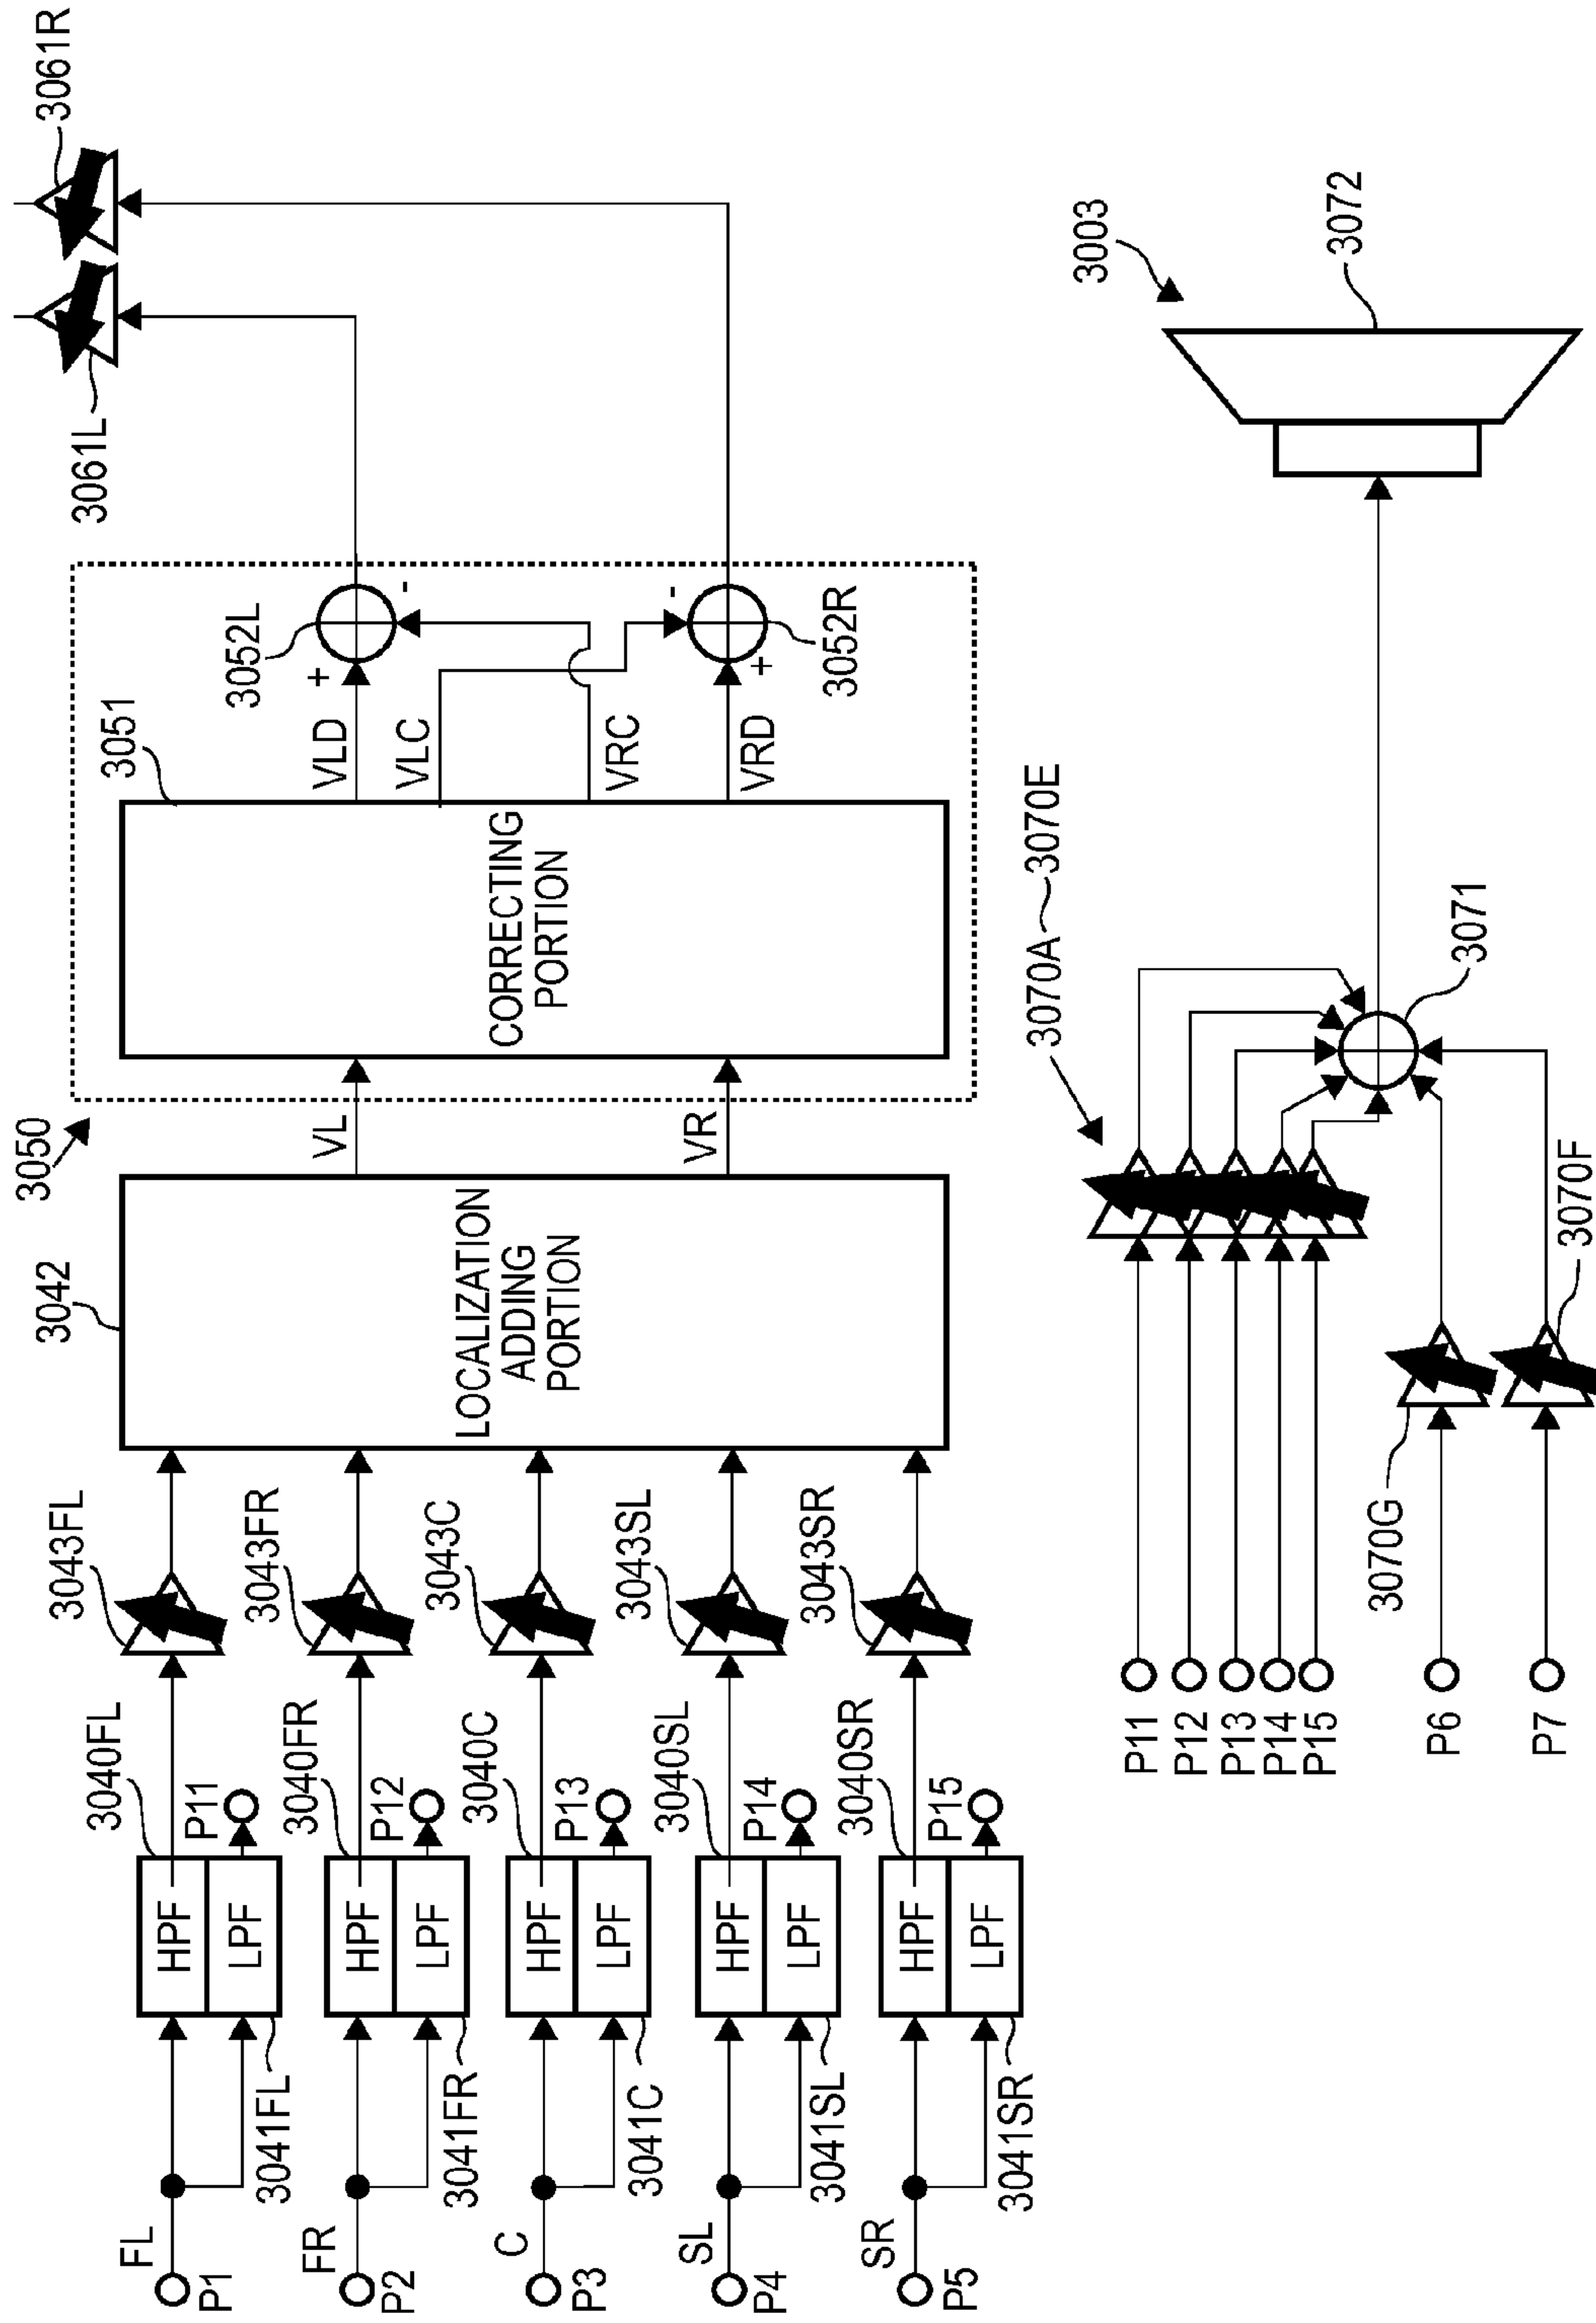 FL
P1
3041FL
HPF
LPF
3040FL
P11
3043FL
FR
P2
3041FR
HPF
LPF
3040FR
P12
3043FR
C
P3
3041C
HPF
LPF
3040C
P13
3043C
SL
P4
3041SL
HPF
LPF
3040SL
P14
3043SL
SR
P5
3041SR
HPF
LPF
3040SR
P15
3043SR
3042
LOCALIZATION
ADDING
PORTION
3050
VL
VR
3051
CORRECTING
PORTION
VLD
VLC
VRC
VRD
3052L
+
-
-
+
3052R
3061L
3061R
P11
P12
P13
P14
P15
P6
P7
3070G
3070F
3070A~3070E
3071
3003
3072